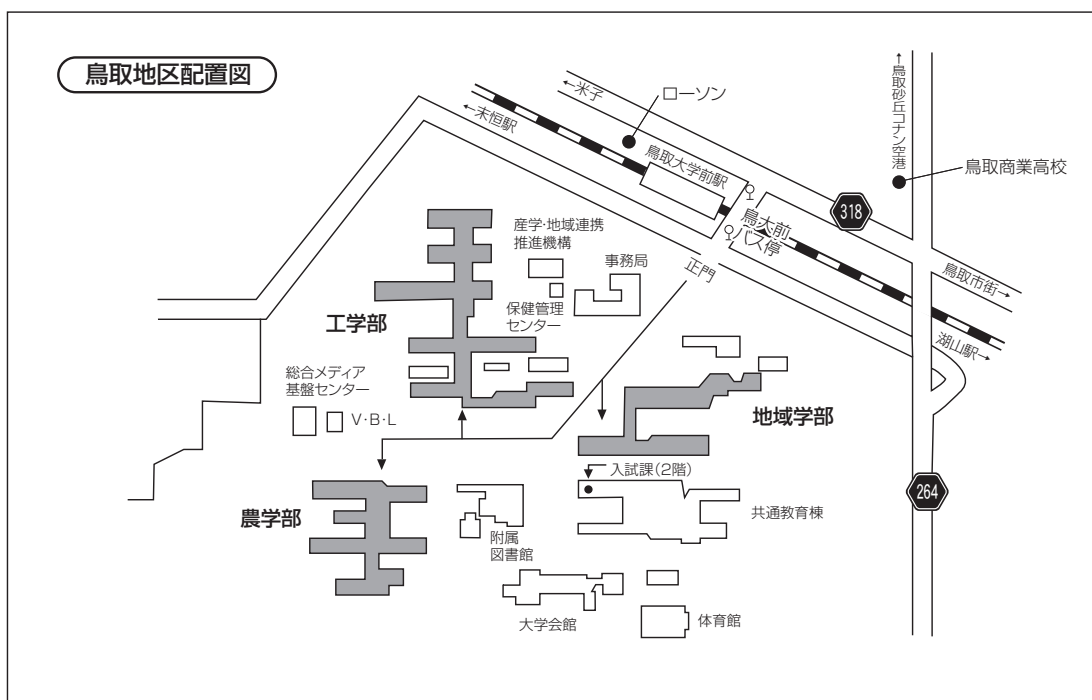 鳥取地区配置図
←米子
ローソン
←末恒駅
鳥取大学前駅
←鳥取砂丘コナン空港
鳥取商業高校
318
鳥大前
バス停
鳥取市街→
湖山駅→
正門
産学・地域連携
推進機構
事務局
保健管理
センター
工学部
総合メディア
基盤センター
V・B・L
地域学部
入試課(2階)
264
共通教育棟
農学部
附属
図書館
大学会館
体育館